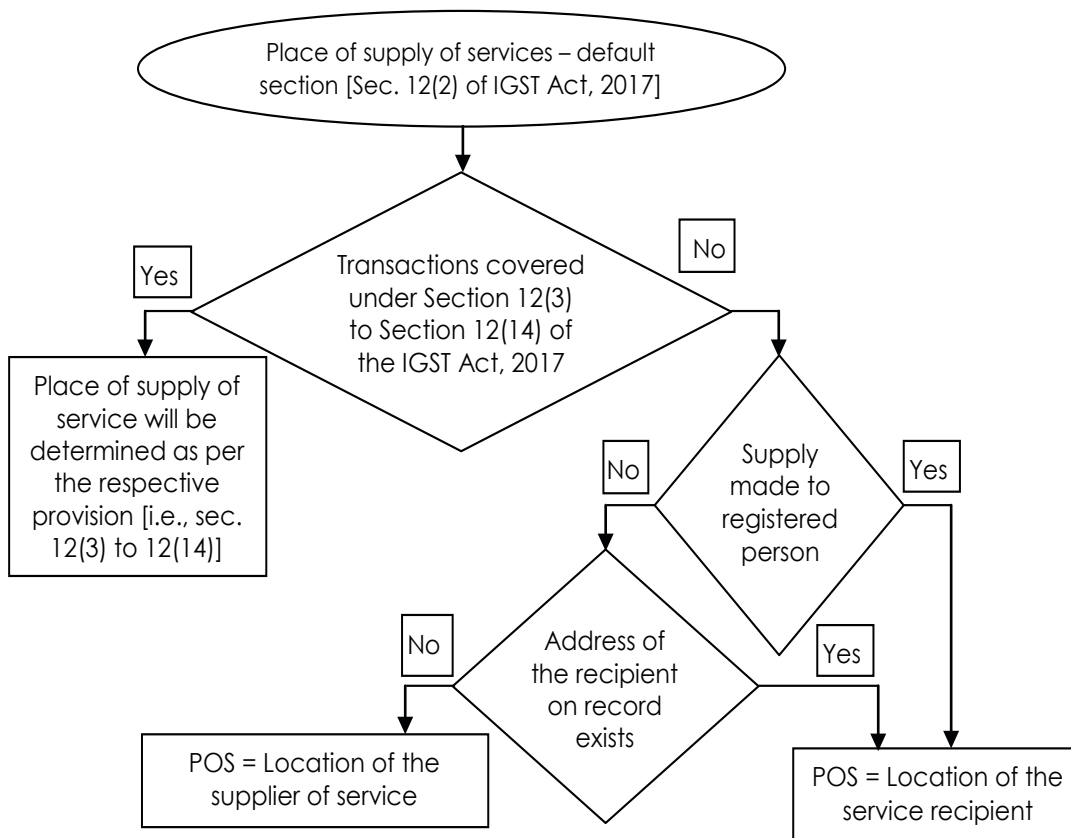 Place of supply of services – default
section [Sec. 12(2) of IGST Act, 2017]
Yes
No
Transactions covered
under Section 12(3)
to Section 12(14) of
the IGST Act, 2017
Place of supply of
service will be
determined as per
the respective
provision [i.e., sec.
12(3) to 12(14)]
No
Yes
Supply
made to
registered
person
No
Yes
Address of
the recipient
on record
exists
POS = Location of the
supplier of service
POS = Location of the
service recipient